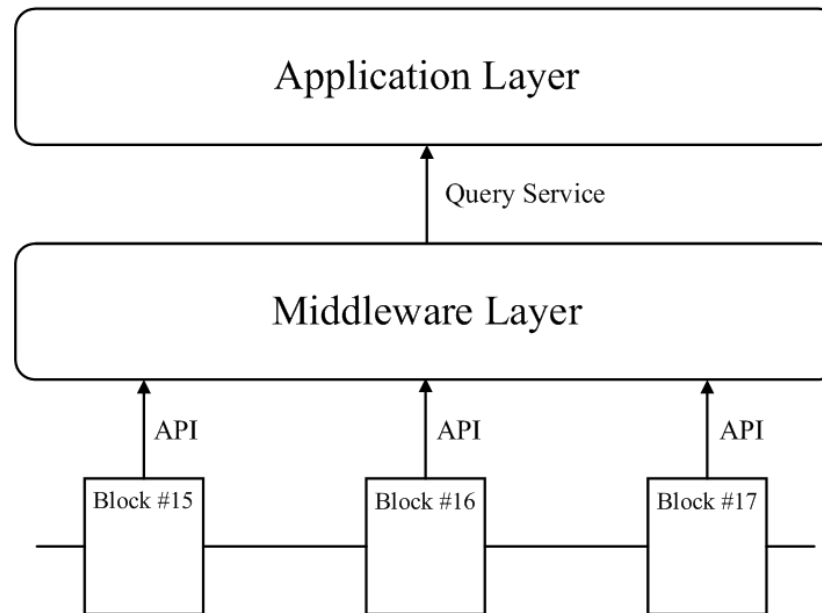 Application Layer
Query Service
Middleware Layer
API API API
Block #15 Block #16 Block #17